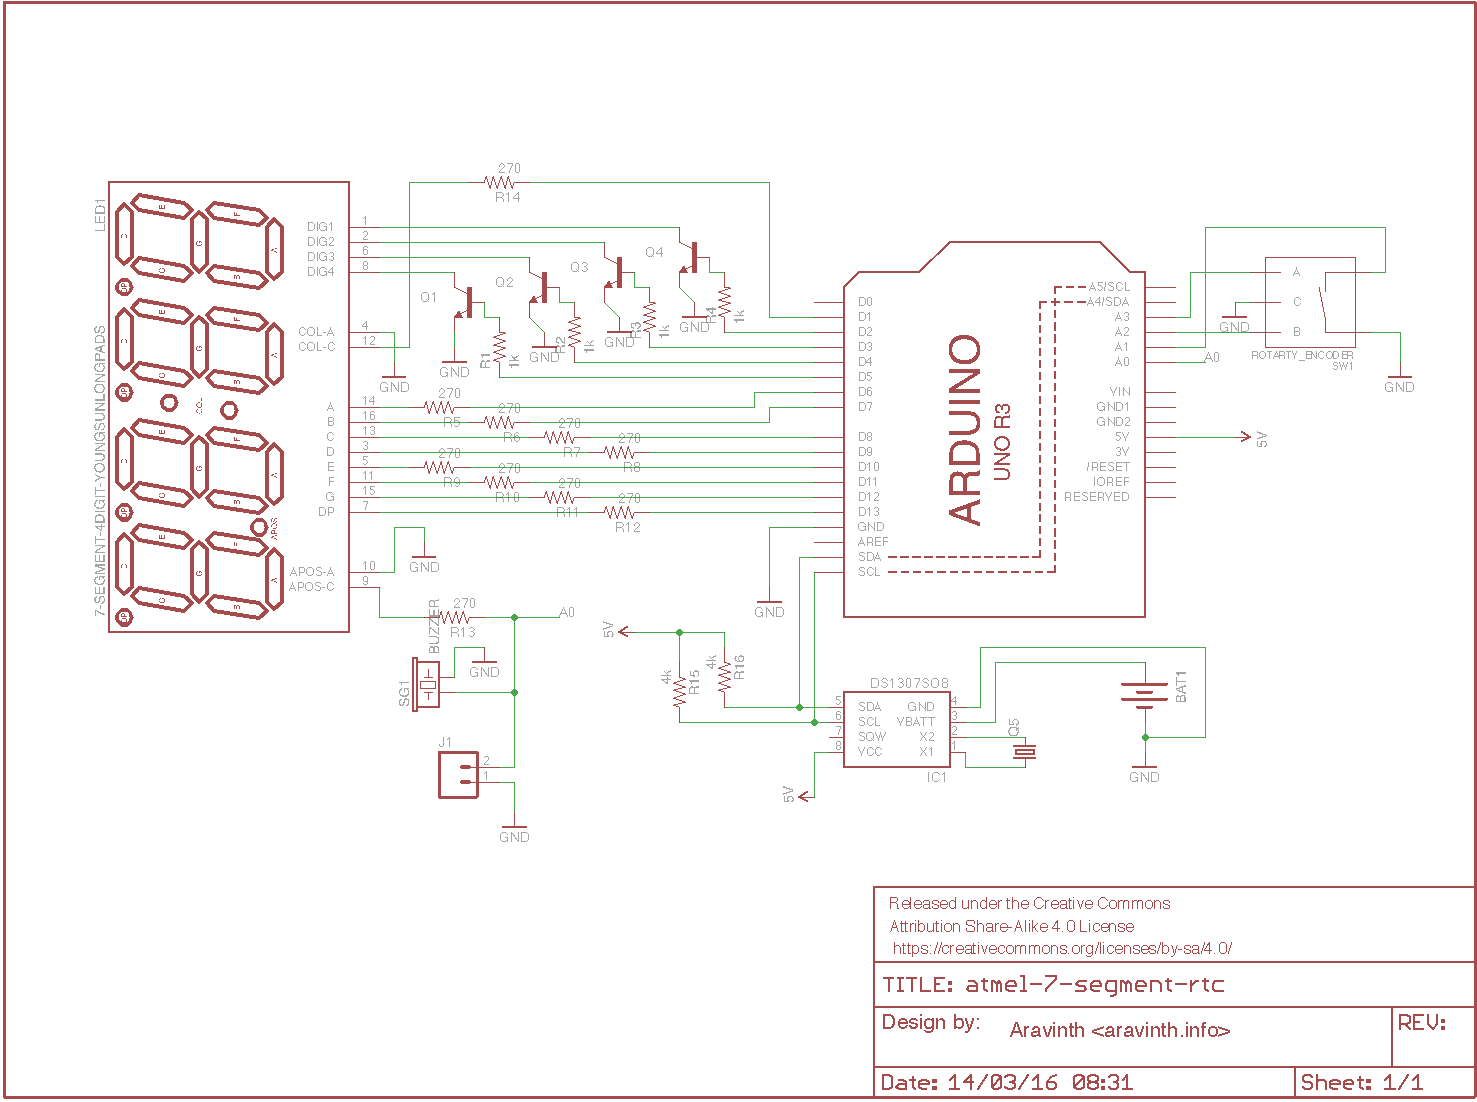 270
R14
LED1
7-SEGMENT-4DIGIT-YOUNGSUNLONGPADS
DIG1 1
DIG2 2
DIG3 6
DIG4 8
COL-A 4
COL-C 12
A 14
B 16
C 13
D 3
E 5
F 11
G 15
DP 7
APOS-A 10
APOS-C 9
COL
APOS
Q1
Q2
Q3
Q4
R1 1k
R2 1k
R3 1k
R4 1k
GND
GND
GND
GND
GND
270
R5
270
R6
270
R7
270
R8
270
R9
270
R10
270
R11
270
R12
GND
270
R13
A0
BUZZER
SG1
GND
J1
2
1
GND
ARDUINO
UNO R3
D0
D1
D2
D3
D4
D5
D6
D7
D8
D9
D10
D11
D12
D13
GND
AREF
SDA
SCL
A5/SCL
A4/SDA
A3
A2
A1
A0
VIN
GND1
GND2
5V
3V
/RESET
IOREF
RESERVED
A0
5V
GND
A
C
B
GND
ROTARTY_ENCODER
SW1
GND
5V
4k R15
4k R16
DS1307SO8
5 SDA GND 4
6 SCL VBATT 3
7 SQW X2 2
8 VCC X1 1
IC1
5V
Q5
BAT1
GND
Released under the Creative Commons
Attribution Share-Alike 4.0 License
https://creativecommons.org/licenses/by-sa/4.0/
TITLE: atmel-7-segment-rtc
Design by: Aravinth <aravinth.info>
REV:
Date: 14/03/16 08:31
Sheet: 1/1